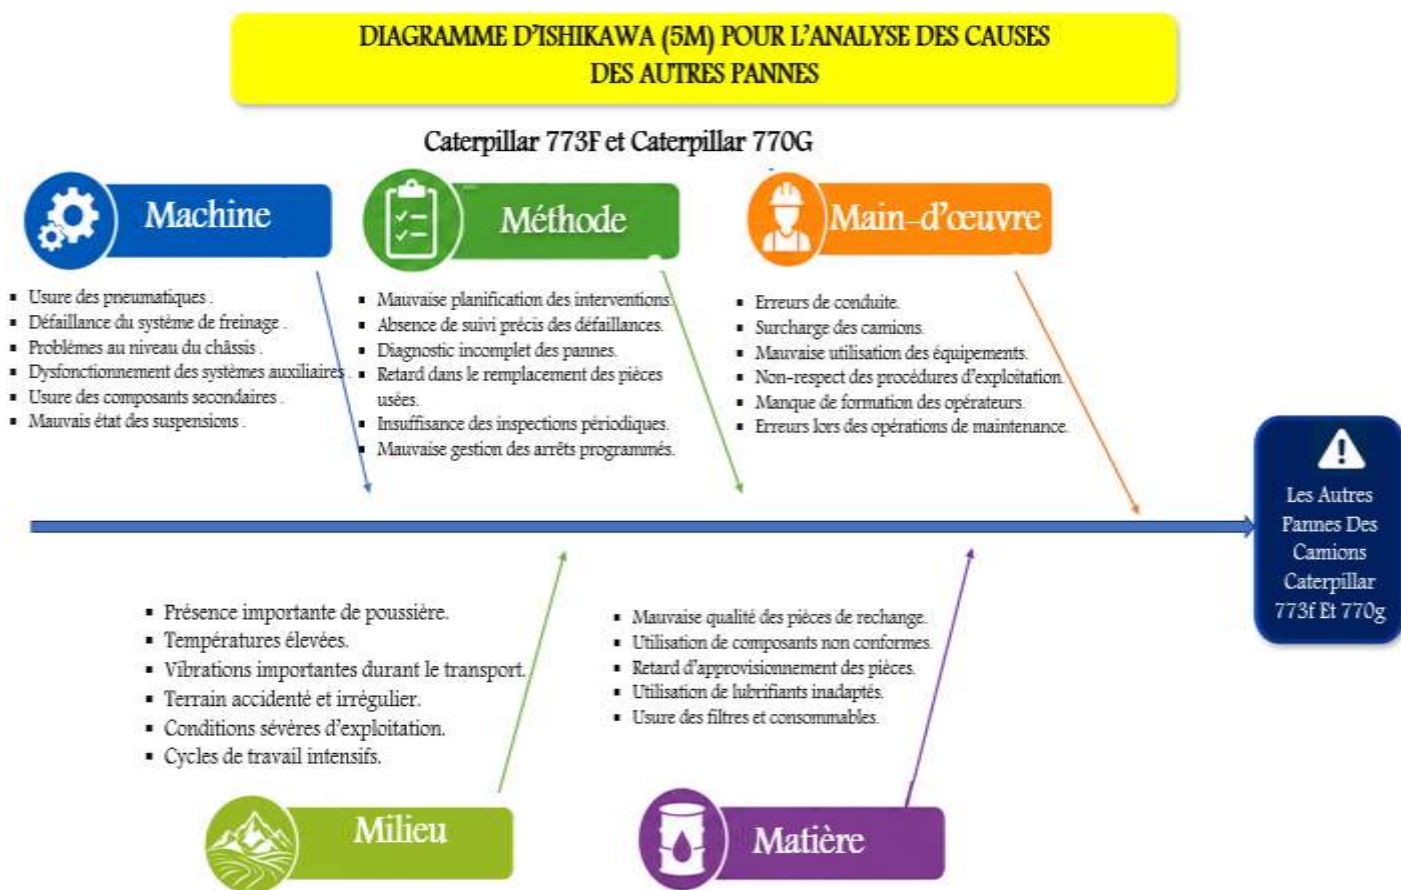 DIAGRAMME D'ISHIKAWA (5M) POUR L'ANALYSE DES CAUSES
DES AUTRES PANNES
Caterpillar 773F et Caterpillar 770G
Machine
▪ Usure des pneumatiques .
▪ Défaillance du système de freinage .
▪ Problèmes au niveau du châssis .
▪ Dysfonctionnement des systèmes auxiliaires .
▪ Usure des composants secondaires .
▪ Mauvais état des suspensions .
Méthode
▪ Mauvaise planification des interventions.
▪ Absence de suivi précis des défaillances.
▪ Diagnostic incomplet des pannes.
▪ Retard dans le remplacement des pièces
usées.
▪ Insuffisance des inspections périodiques.
▪ Mauvaise gestion des arrêts programmés.
Main-d'œuvre
▪ Erreurs de conduite.
▪ Surcharge des camions.
▪ Mauvaise utilisation des équipements.
▪ Non-respect des procédures d'exploitation.
▪ Manque de formation des opérateurs.
▪ Erreurs lors des opérations de maintenance.
Les Autres
Pannes Des
Camions
Caterpillar
773f Et 770g
▪ Présence importante de poussière.
▪ Températures élevées.
▪ Vibrations importantes durant le transport.
▪ Terrain accidenté et irrégulier.
▪ Conditions sévères d'exploitation.
▪ Cycles de travail intensifs.
Milieu
▪ Mauvaise qualité des pièces de rechange.
▪ Utilisation de composants non conformes.
▪ Retard d'approvisionnement des pièces.
▪ Utilisation de lubrifiants inadaptés.
▪ Usure des filtres et consommables.
Matière